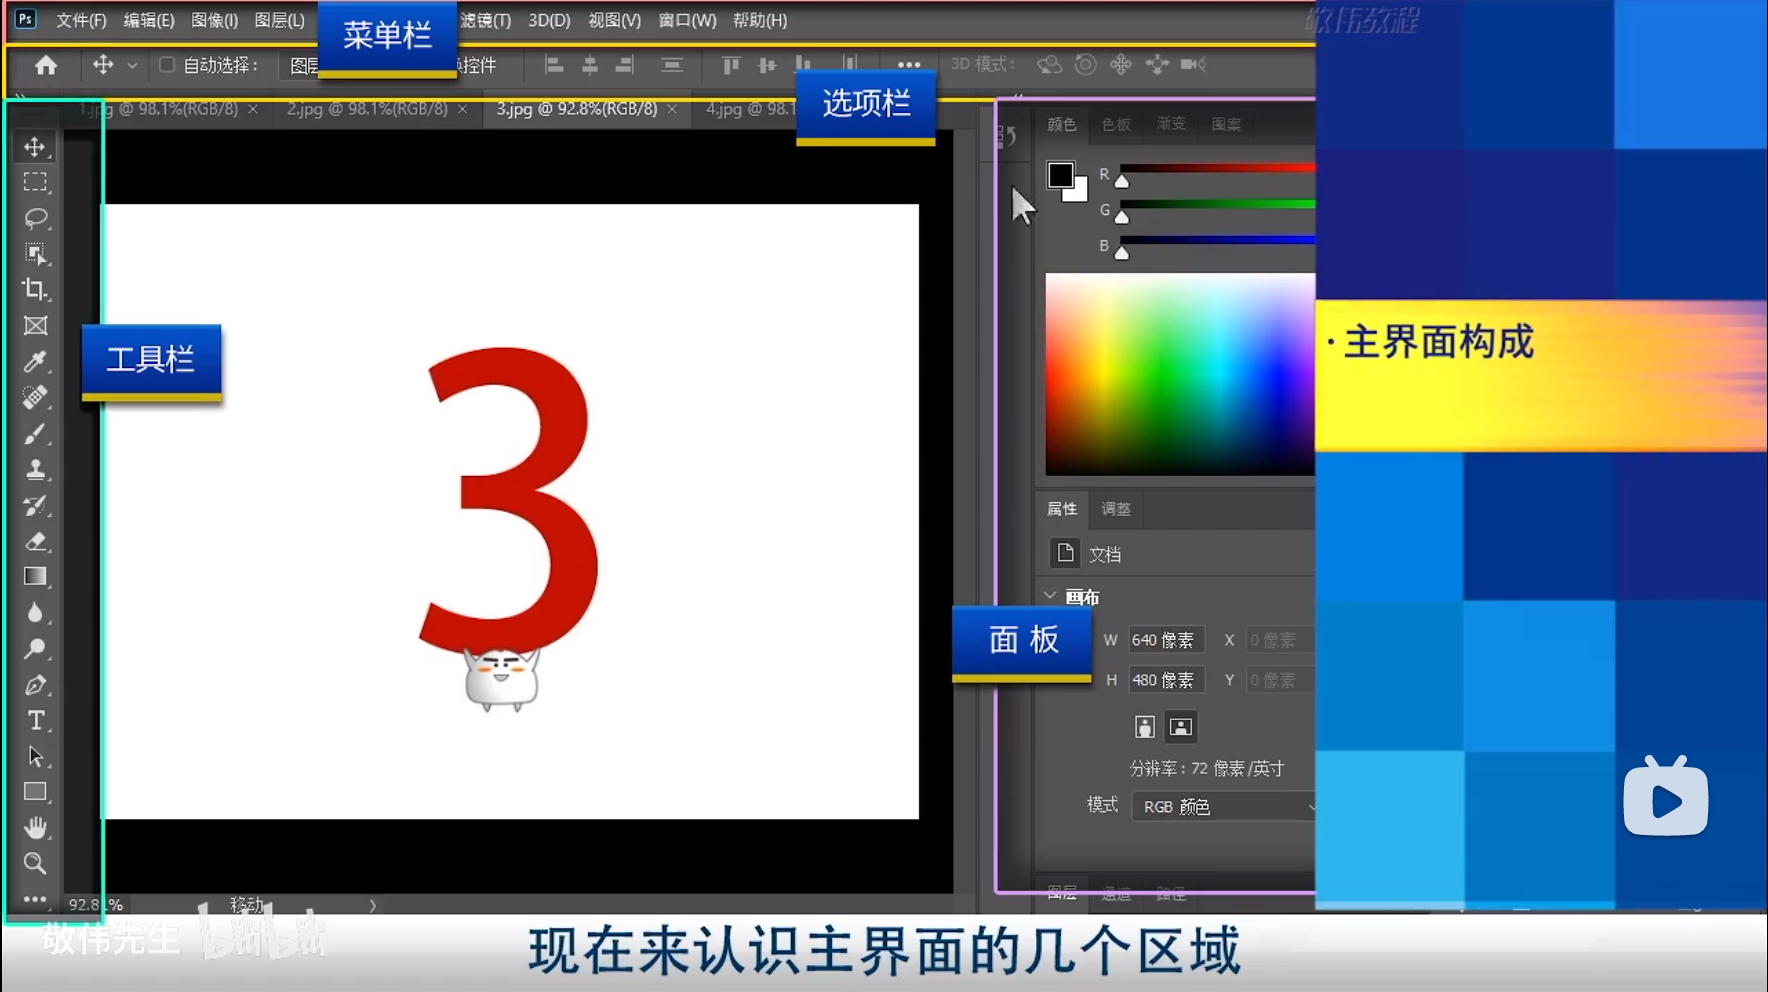 Ps 文件(F) 编辑(E) 图像(I) 图层(L) 菜单栏 滤镜(T) 3D(D) 视图(V) 窗口(W) 帮助(H)
敬伟教程
自动选择： 图层 控件 3D 模式：
选项栏
1.jpg @ 98.1%(RGB/8) × 2.jpg @ 98.1%(RGB/8) × 3.jpg @ 92.8%(RGB/8) × 4.jpg @ 98.1
颜色 色板 渐变 图案
R
G
B
工具栏
3
·主界面构成
属性 调整
文档
画布
面 板
W 640 像素 X 0 像素
H 480 像素 Y 0 像素
分辨率：72 像素/英寸
模式 RGB 颜色
图层 通道 路径
92.81% 移动
敬伟先生 bilibili
现在来认识主界面的几个区域